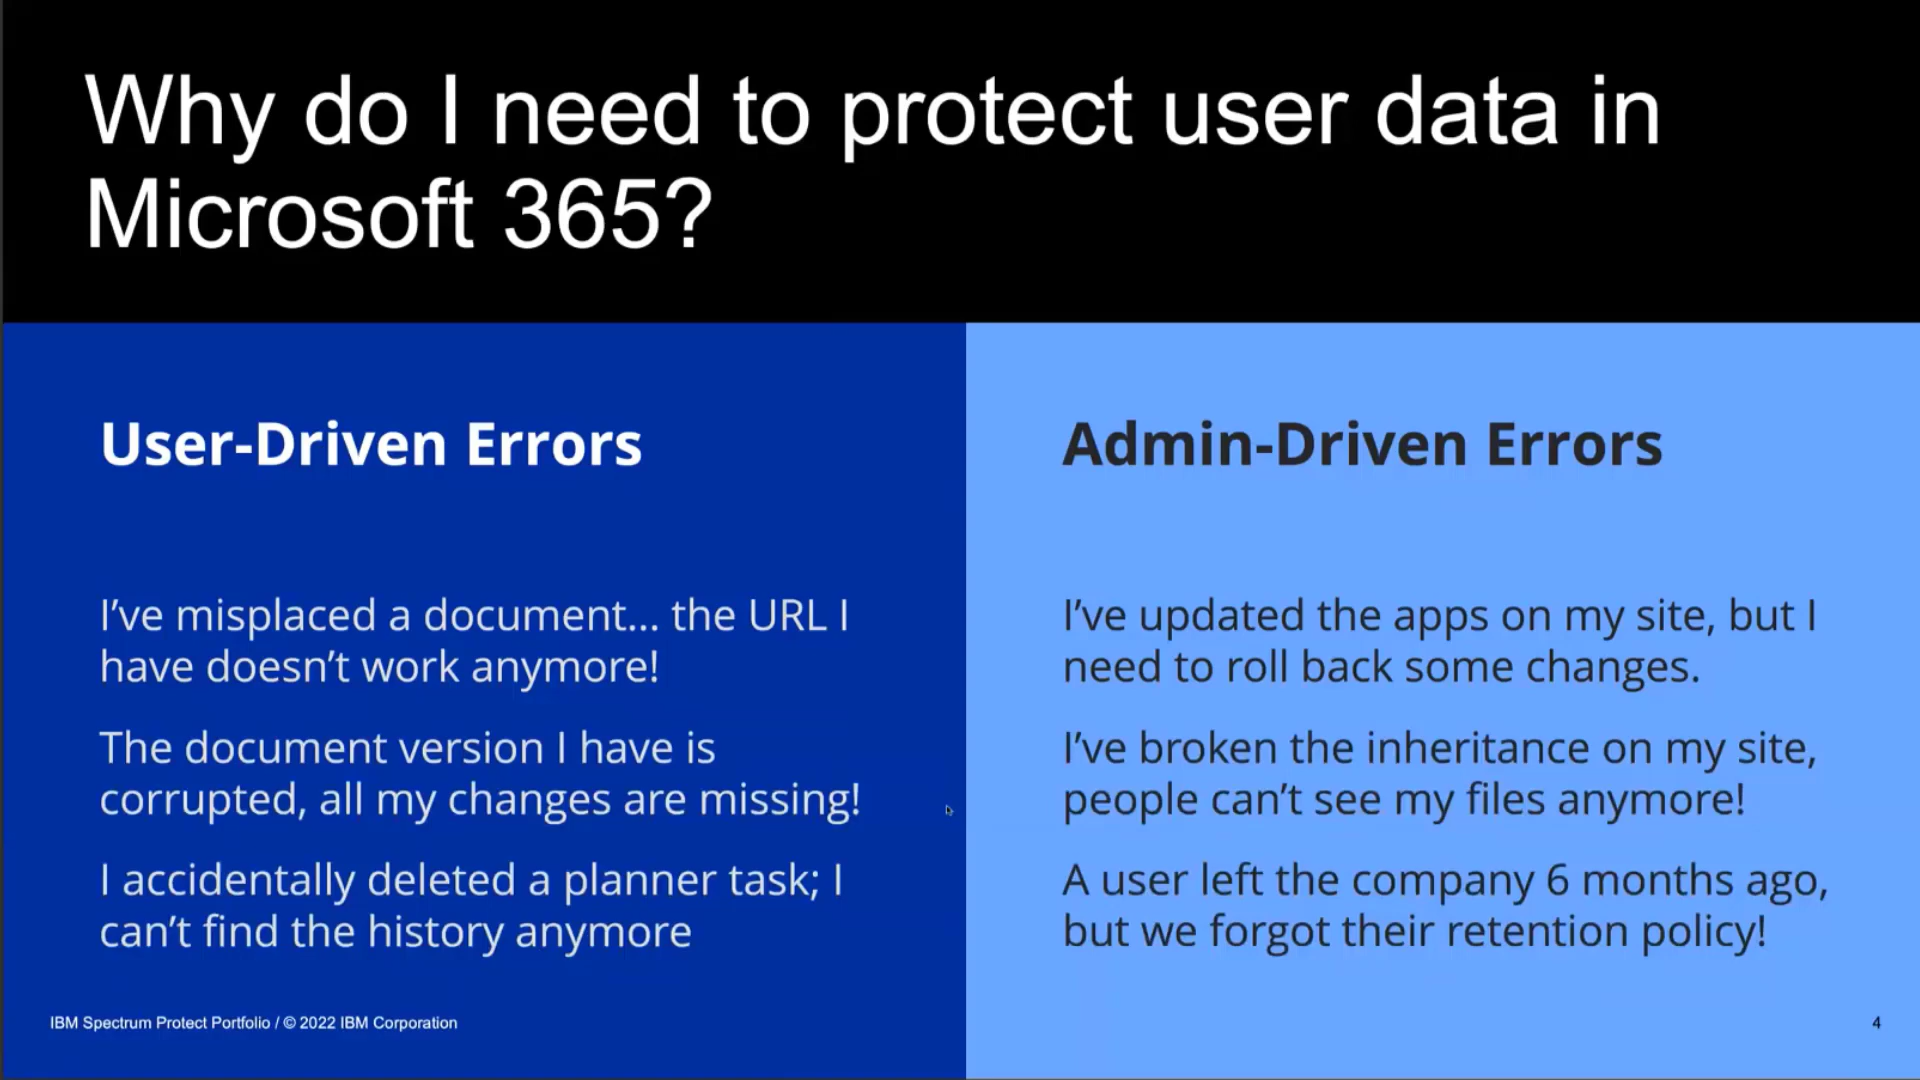 Why do I need to protect user data in
Microsoft 365?
User-Driven Errors
I’ve misplaced a document... the URL I
have doesn’t work anymore!
The document version I have is
corrupted, all my changes are missing!
I accidentally deleted a planner task; I
can’t find the history anymore
Admin-Driven Errors
I’ve updated the apps on my site, but I
need to roll back some changes.
I’ve broken the inheritance on my site,
people can’t see my files anymore!
A user left the company 6 months ago,
but we forgot their retention policy!
IBM Spectrum Protect Portfolio / © 2022 IBM Corporation
4